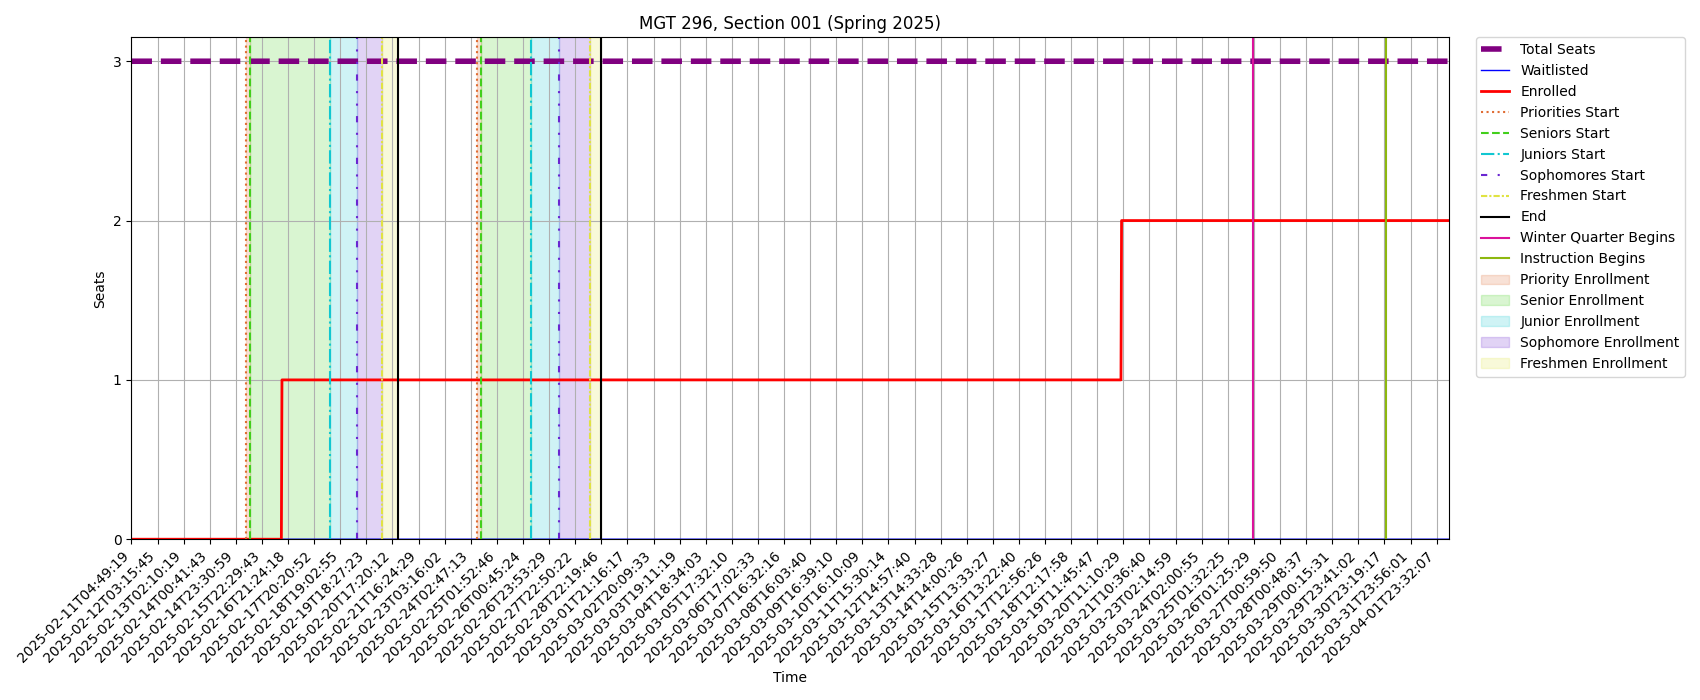 MGT 296, Section 001 (Spring 2025)
Seats
3
2
1
0
2025-02-11T04:49:19
2025-02-12T03:15:45
2025-02-13T02:10:19
2025-02-14T00:41:43
2025-02-14T23:30:59
2025-02-15T22:29:43
2025-02-16T21:24:18
2025-02-17T20:20:52
2025-02-18T19:02:55
2025-02-19T18:27:23
2025-02-20T17:20:12
2025-02-21T16:24:29
2025-02-23T03:16:02
2025-02-24T02:47:13
2025-02-25T01:52:46
2025-02-26T00:45:24
2025-02-26T23:53:29
2025-02-27T22:50:22
2025-02-28T22:19:46
2025-03-01T21:16:17
2025-03-02T20:09:33
2025-03-03T19:11:19
2025-03-04T18:34:03
2025-03-05T17:32:10
2025-03-06T17:02:33
2025-03-07T16:32:16
2025-03-08T16:03:40
2025-03-09T16:39:10
2025-03-10T16:10:09
2025-03-11T15:30:14
2025-03-12T14:57:40
2025-03-13T14:33:28
2025-03-14T14:00:26
2025-03-15T13:33:27
2025-03-16T13:22:40
2025-03-17T12:56:26
2025-03-18T12:17:58
2025-03-19T11:45:47
2025-03-20T11:10:29
2025-03-21T10:36:40
2025-03-23T02:14:59
2025-03-24T02:00:55
2025-03-25T01:32:25
2025-03-26T01:25:29
2025-03-27T00:59:50
2025-03-28T00:48:37
2025-03-29T00:15:31
2025-03-29T23:41:02
2025-03-30T23:19:17
2025-03-31T23:56:01
2025-04-01T23:32:07
Time
Total Seats
Waitlisted
Enrolled
Priorities Start
Seniors Start
Juniors Start
Sophomores Start
Freshmen Start
End
Winter Quarter Begins
Instruction Begins
Priority Enrollment
Senior Enrollment
Junior Enrollment
Sophomore Enrollment
Freshmen Enrollment